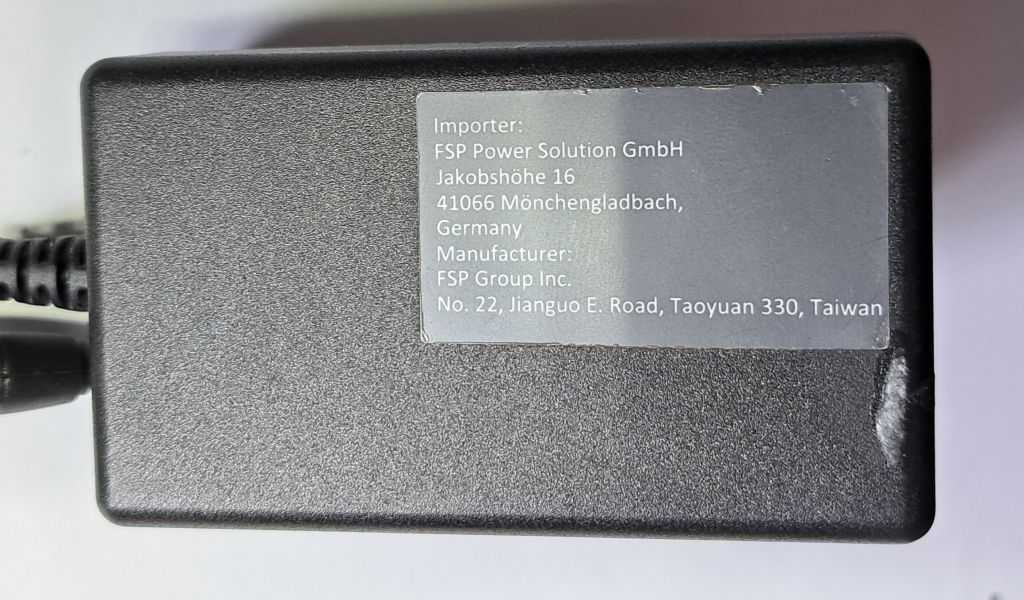 Importer:
FSP Power Solution GmbH
Jakobshöhe 16
41066 Mönchengladbach,
Germany
Manufacturer:
FSP Group Inc.
No. 22, Jianguo E. Road, Taoyuan 330, Taiwan